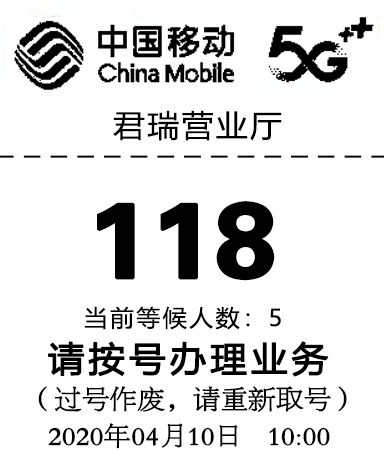 中国移动
China Mobile
5G++
君瑞营业厅
118
当前等候人数：5
请按号办理业务
（过号作废，请重新取号）
2020年04月10日 10:00